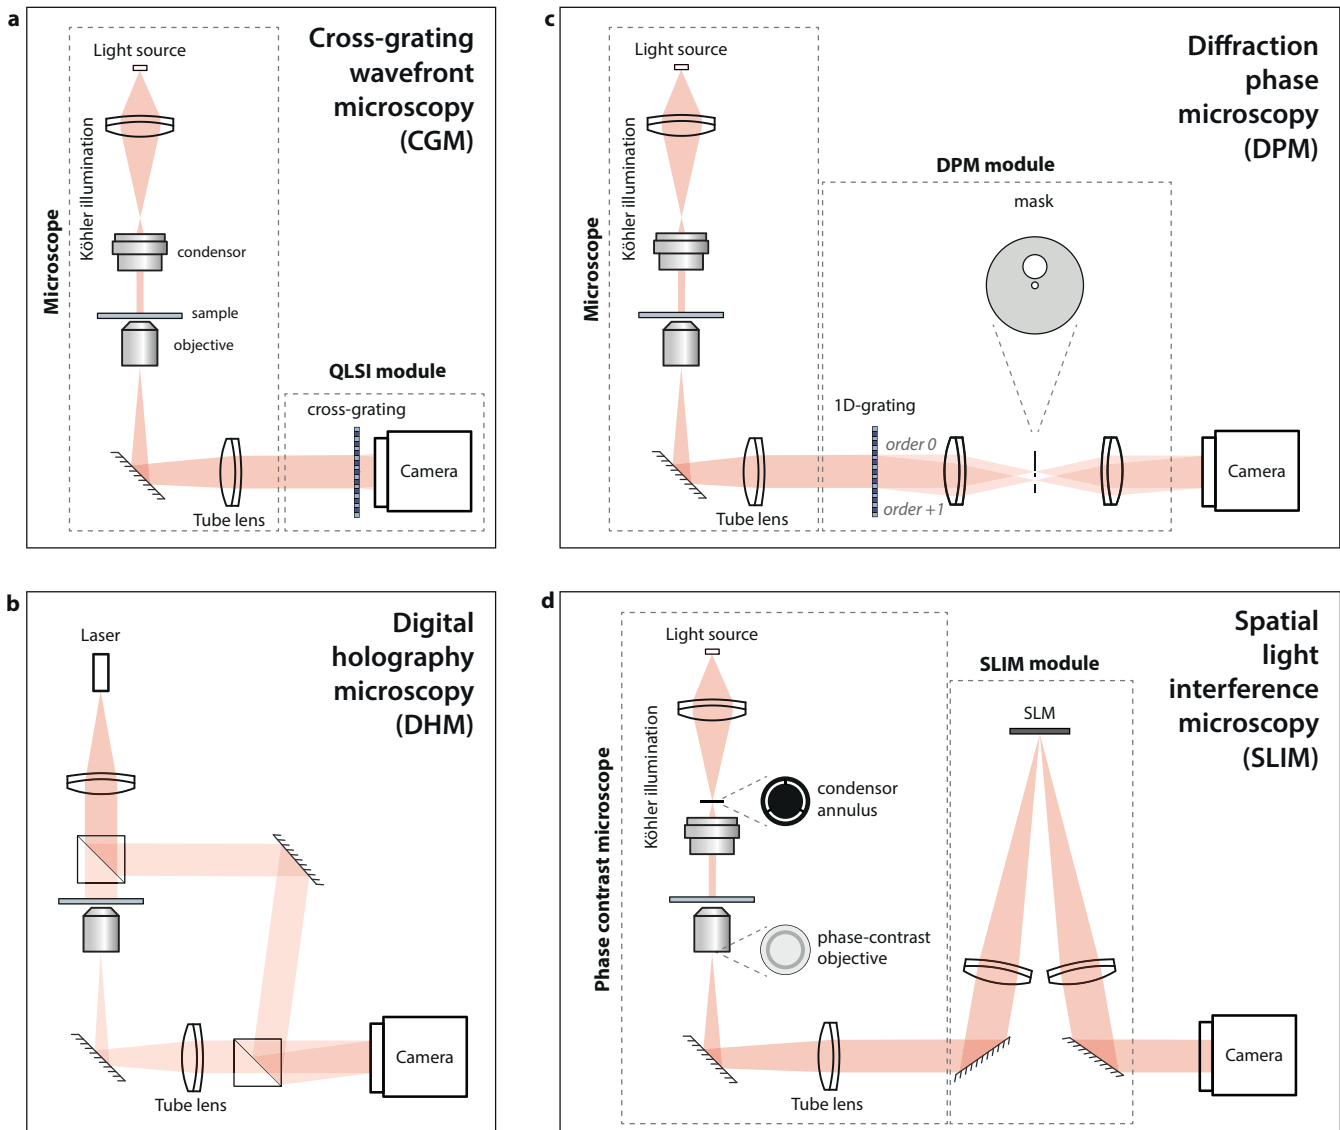 a
Cross-grating
wavefront
microscopy
(CGM)
Light source
Köhler illumination
Microscope
condensor
sample
objective
QLSI module
cross-grating
Camera
Tube lens
c
Diffraction
phase
microscopy
(DPM)
Light source
Köhler illumination
Microscope
DPM module
mask
1D-grating
order 0
order +1
Camera
Tube lens
b
Digital
holography
microscopy
(DHM)
Laser
Camera
Tube lens
d
Spatial
light
interference
microscopy
(SLIM)
Light source
Köhler illumination
Phase contrast microscope
condensor
annulus
phase-contrast
objective
SLIM module
SLM
Camera
Tube lens